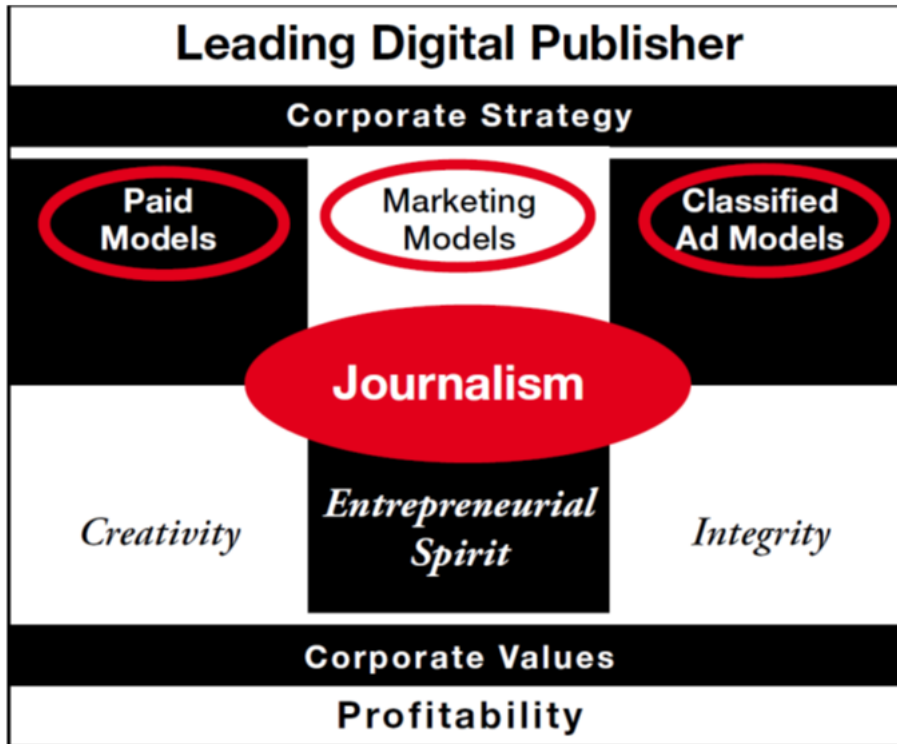 Leading Digital Publisher
Corporate Strategy
Paid
Models
Marketing
Models
Classified
Ad Models
Journalism
Creativity
Entrepreneurial
Spirit
Integrity
Corporate Values
Profitability